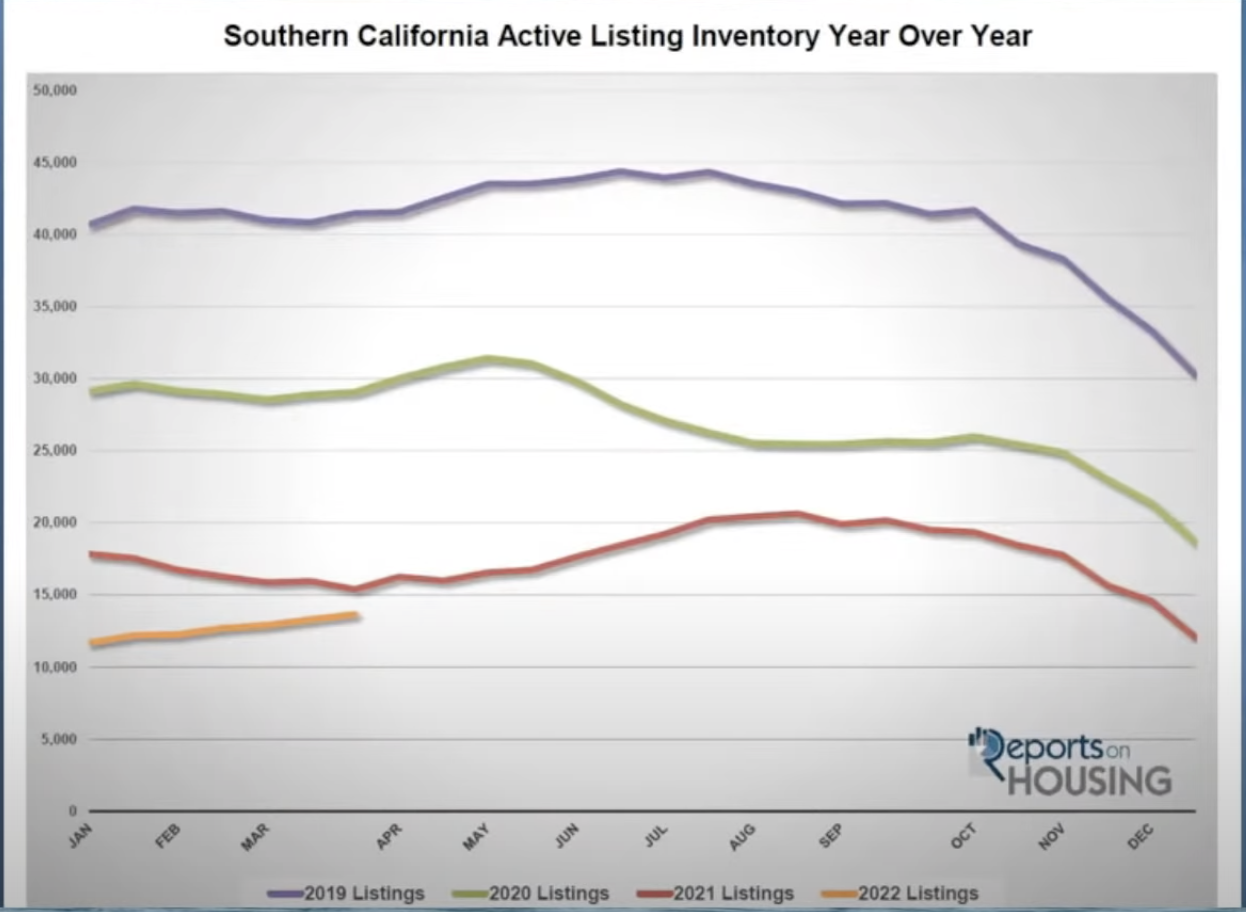 Southern California Active Listing Inventory Year Over Year
50,000
45,000
40,000
35,000
30,000
25,000
20,000
15,000
10,000
5,000
0
JAN FEB MAR APR MAY JUN JUL AUG SEP OCT NOV DEC
Reports on
HOUSING
2019 Listings 2020 Listings 2021 Listings 2022 Listings